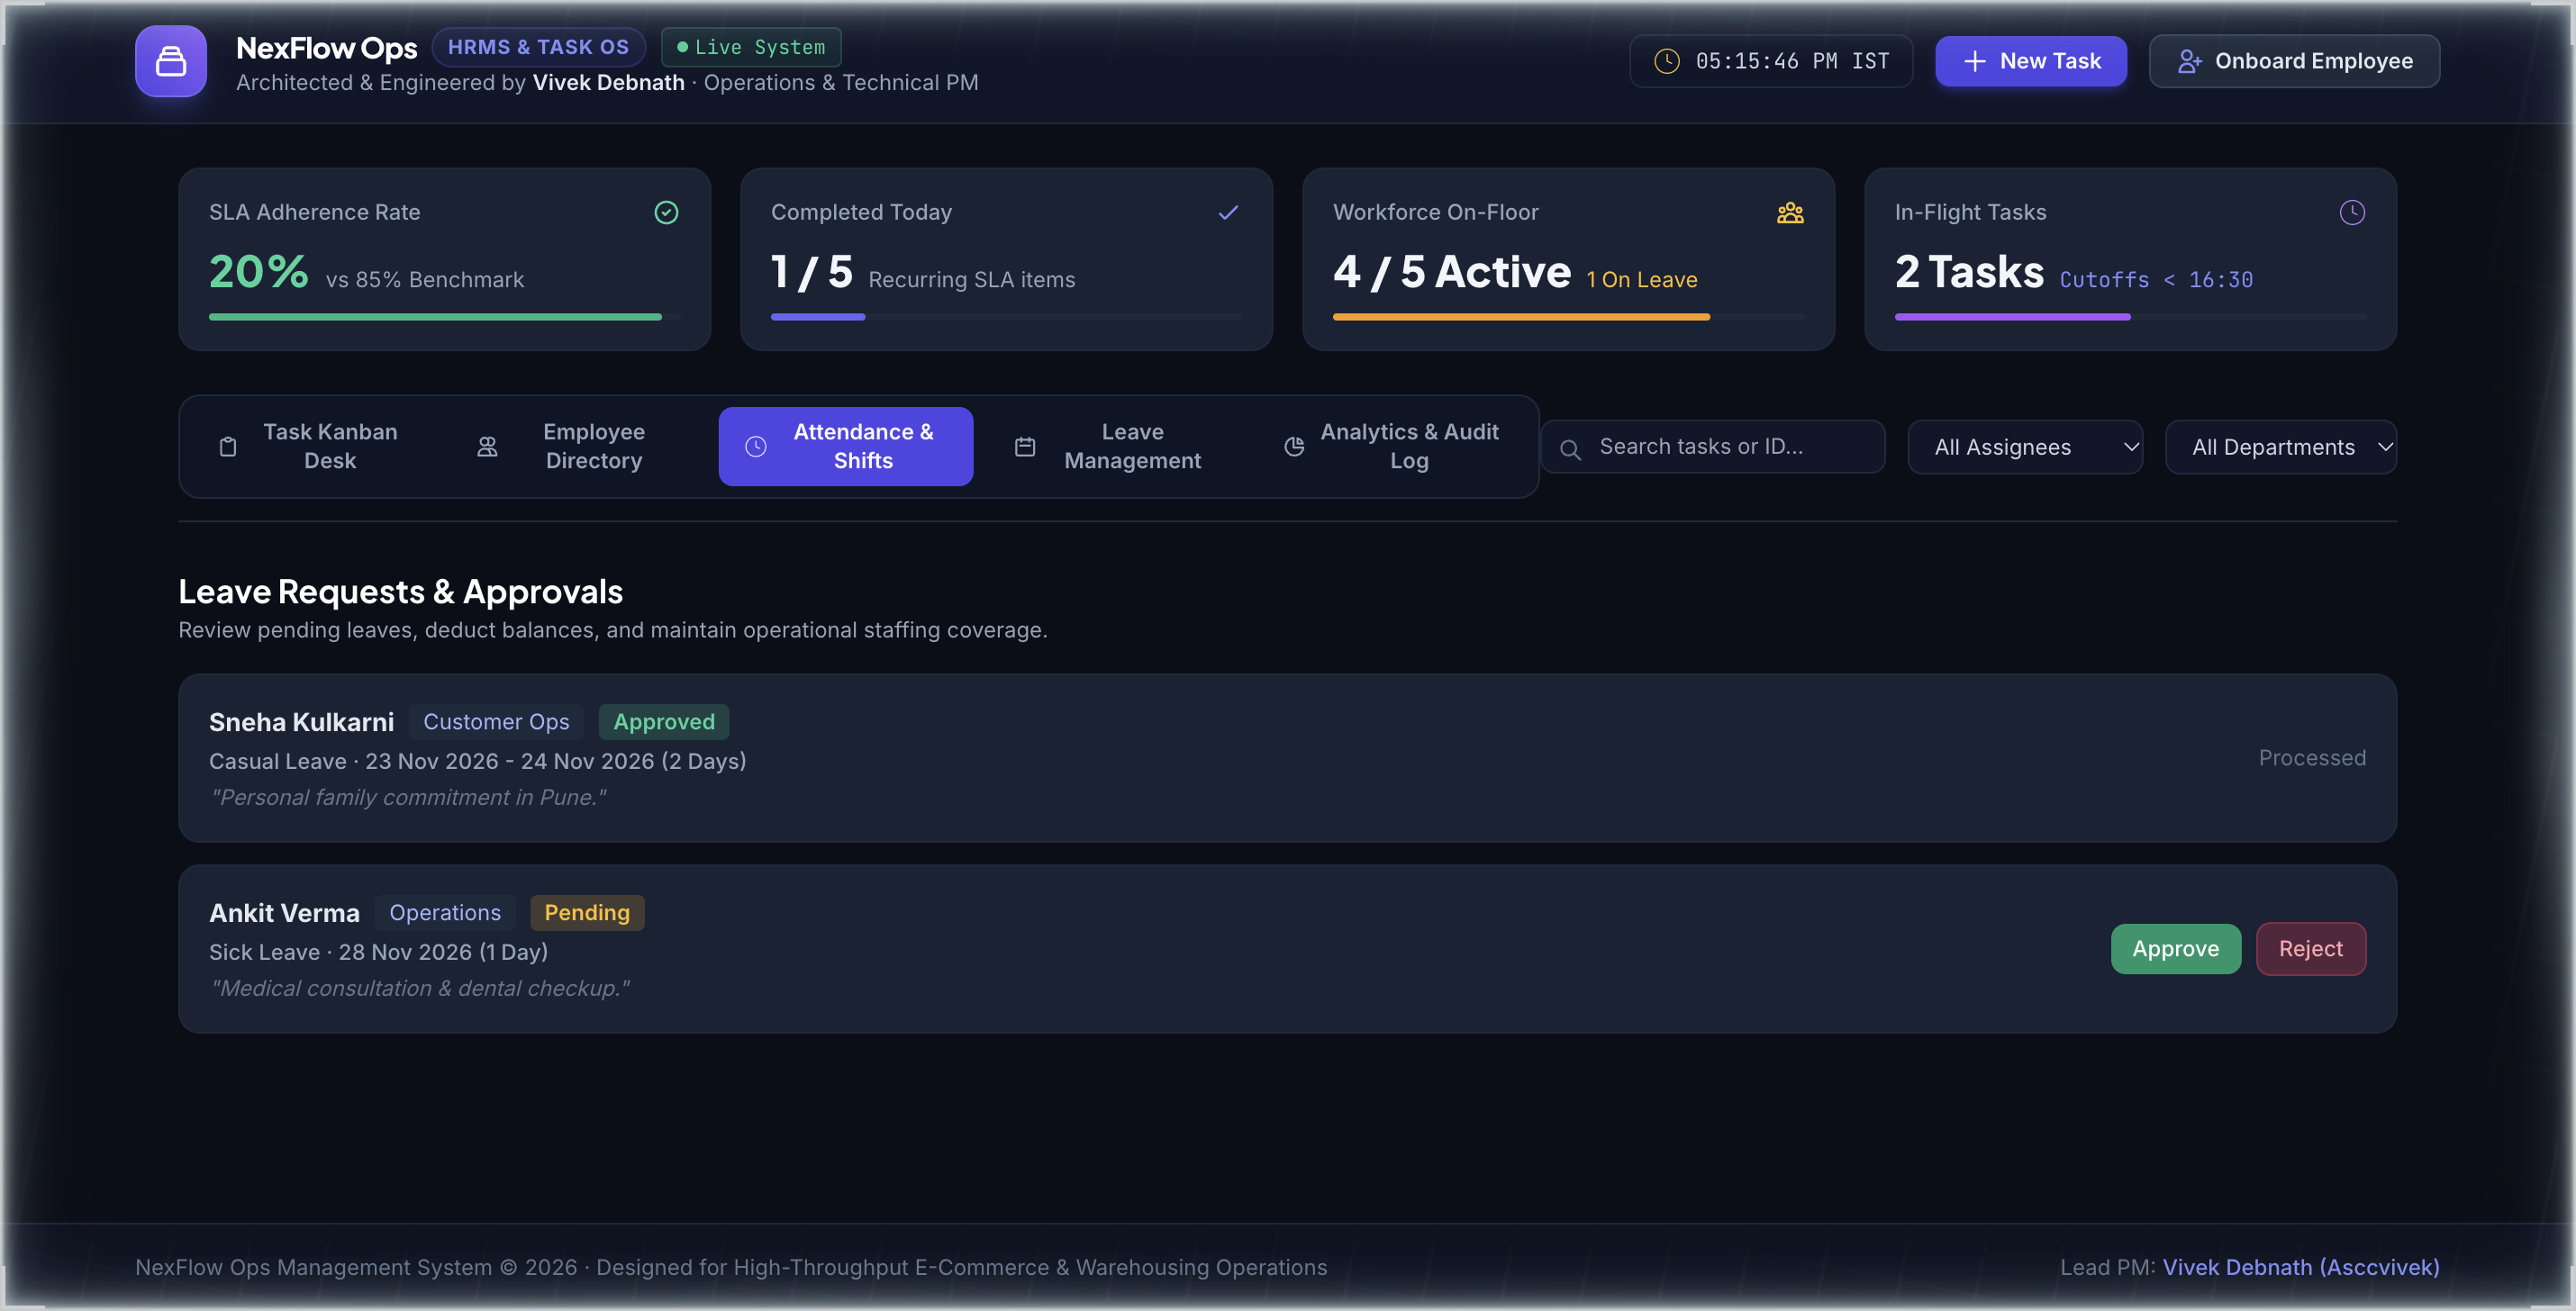 NexFlow Ops HRMS & TASK OS Live System
Architected & Engineered by Vivek Debnath · Operations & Technical PM
05:15:46 PM IST
New Task
Onboard Employee
SLA Adherence Rate
20% vs 85% Benchmark
Completed Today
1 / 5 Recurring SLA items
Workforce On-Floor
4 / 5 Active 1 On Leave
In-Flight Tasks
2 Tasks Cutoffs < 16:30
Task Kanban
Desk
Employee
Directory
Attendance &
Shifts
Leave
Management
Analytics & Audit
Log
Search tasks or ID...
All Assignees
All Departments
Leave Requests & Approvals
Review pending leaves, deduct balances, and maintain operational staffing coverage.
Sneha Kulkarni Customer Ops Approved
Casual Leave · 23 Nov 2026 - 24 Nov 2026 (2 Days)
"Personal family commitment in Pune."
Processed
Ankit Verma Operations Pending
Sick Leave · 28 Nov 2026 (1 Day)
"Medical consultation & dental checkup."
Approve
Reject
NexFlow Ops Management System © 2026 · Designed for High-Throughput E-Commerce & Warehousing Operations
Lead PM: Vivek Debnath (Asccvivek)